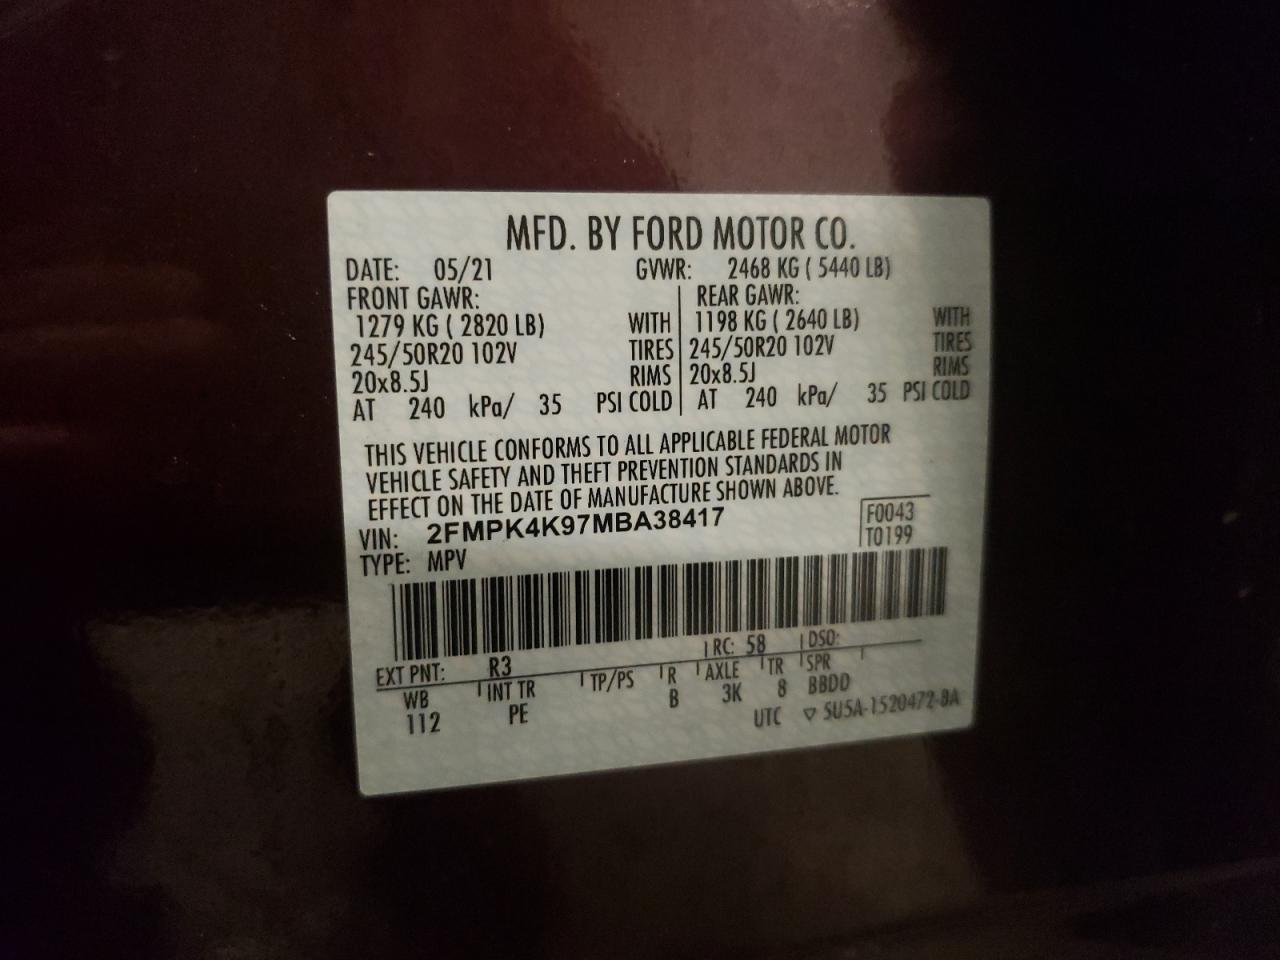 MFD. BY FORD MOTOR CO.
DATE: 05/21 GVWR: 2468 KG ( 5440 LB)
FRONT GAWR: REAR GAWR:
1279 KG ( 2820 LB) WITH 1198 KG ( 2640 LB) WITH
245/50R20 102V TIRES 245/50R20 102V TIRES
20x8.5J RIMS 20x8.5J RIMS
AT 240 kPa/ 35 PSI COLD AT 240 kPa/ 35 PSI COLD
THIS VEHICLE CONFORMS TO ALL APPLICABLE FEDERAL MOTOR
VEHICLE SAFETY AND THEFT PREVENTION STANDARDS IN
EFFECT ON THE DATE OF MANUFACTURE SHOWN ABOVE.
VIN: 2FMPK4K97MBA38417 F0043
TYPE: MPV T0199
EXT PNT: R3 RC: 58 DSO:
WB INT TR TP/PS R AXLE TR SPR
112 PE B 3K 8 BBDD
UTC ▽ 5U5A-1520472-BA